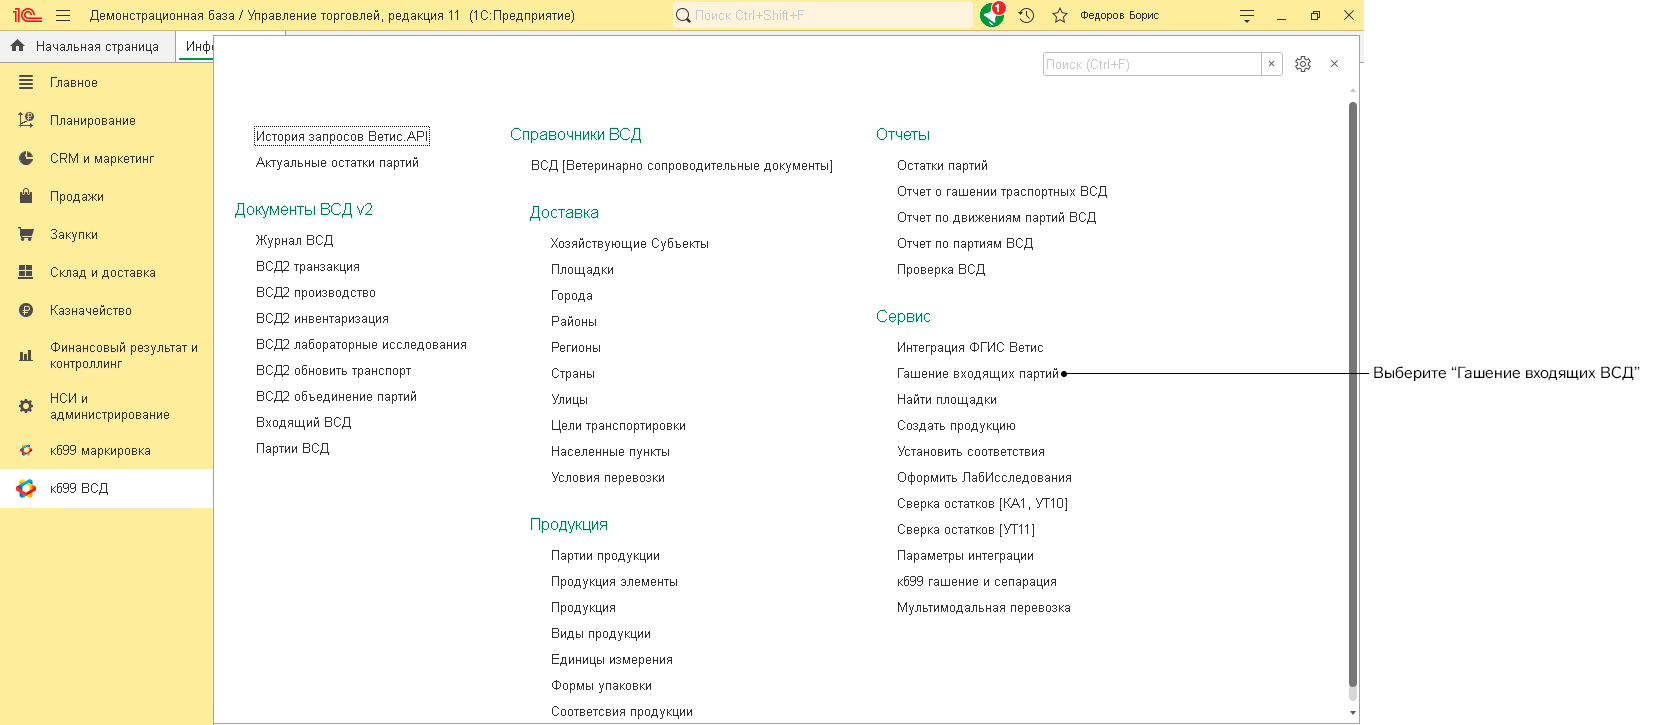 1С Демонстрационная база / Управление торговлей, редакция 11 (1С:Предприятие)
Поиск Ctrl+Shift+F
1
Федоров Борис
Начальная страница
Инфо
Поиск (Ctrl+F)
Главное
Планирование
CRM и маркетинг
Продажи
Закупки
Склад и доставка
Казначейство
Финансовый результат и
контроллинг
НСИ и
администрирование
кб99 маркировка
кб99 ВСД
История запросов Ветис.API
Актуальные остатки партий
Документы ВСД v2
Журнал ВСД
ВСД2 транзакция
ВСД2 производство
ВСД2 инвентаризация
ВСД2 лабораторные исследования
ВСД2 обновить транспорт
ВСД2 объединение партий
Входящий ВСД
Партии ВСД
Справочники ВСД
ВСД [Ветеринарно сопроводительные документы]
Доставка
Хозяйствующие Субъекты
Площадки
Города
Районы
Регионы
Страны
Улицы
Цели транспортировки
Населенные пункты
Условия перевозки
Продукция
Партии продукции
Продукция элементы
Продукция
Виды продукции
Единицы измерения
Формы упаковки
Соответсвия продукции
Отчеты
Остатки партий
Отчет о гашении траспортных ВСД
Отчет по движениям партий ВСД
Отчет по партиям ВСД
Проверка ВСД
Сервис
Интеграция ФГИС Ветис
Гашение входящих партий
Найти площадки
Создать продукцию
Установить соответствия
Оформить ЛабИсследования
Сверка остатков [КА1, УТ10]
Сверка остатков [УТ11]
Параметры интеграции
кб99 гашение и сепарация
Мультимодальная перевозка
Выберите “Гашение входящих ВСД”